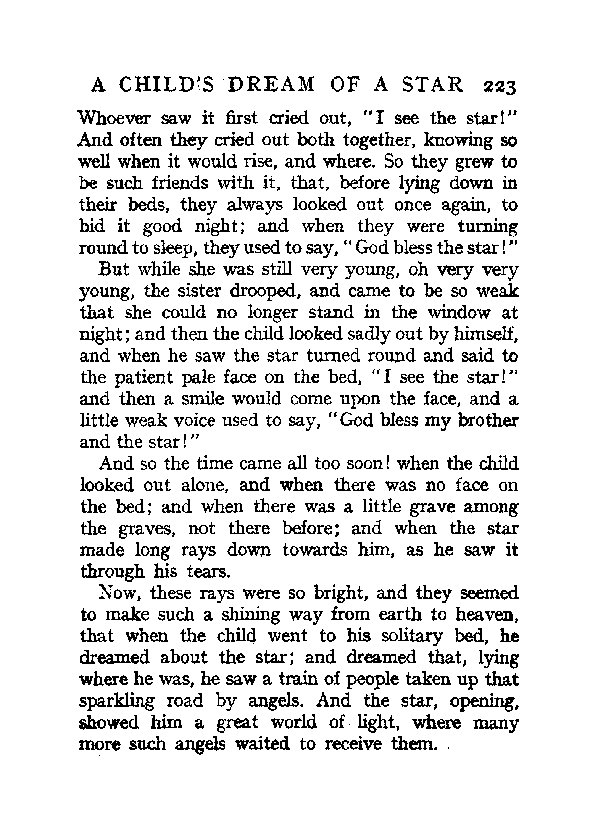 A CHILD'S DREAM OF A STAR 223
Whoever saw it first cried out, "I see the star!"
And often they cried out both together, knowing so
well when it would rise, and where. So they grew to
be such friends with it, that, before lying down in
their beds, they always looked out once again, to
bid it good night; and when they were turning
round to sleep, they used to say, "God bless the star!"
But while she was still very young, oh very very
young, the sister drooped, and came to be so weak
that she could no longer stand in the window at
night; and then the child looked sadly out by himself,
and when he saw the star turned round and said to
the patient pale face on the bed, "I see the star!"
and then a smile would come upon the face, and a
little weak voice used to say, "God bless my brother
and the star!"
And so the time came all too soon! when the child
looked out alone, and when there was no face on
the bed; and when there was a little grave among
the graves, not there before; and when the star
made long rays down towards him, as he saw it
through his tears.
Now, these rays were so bright, and they seemed
to make such a shining way from earth to heaven,
that when the child went to his solitary bed, he
dreamed about the star; and dreamed that, lying
where he was, he saw a train of people taken up that
sparkling road by angels. And the star, opening,
showed him a great world of light, where many
more such angels waited to receive them.